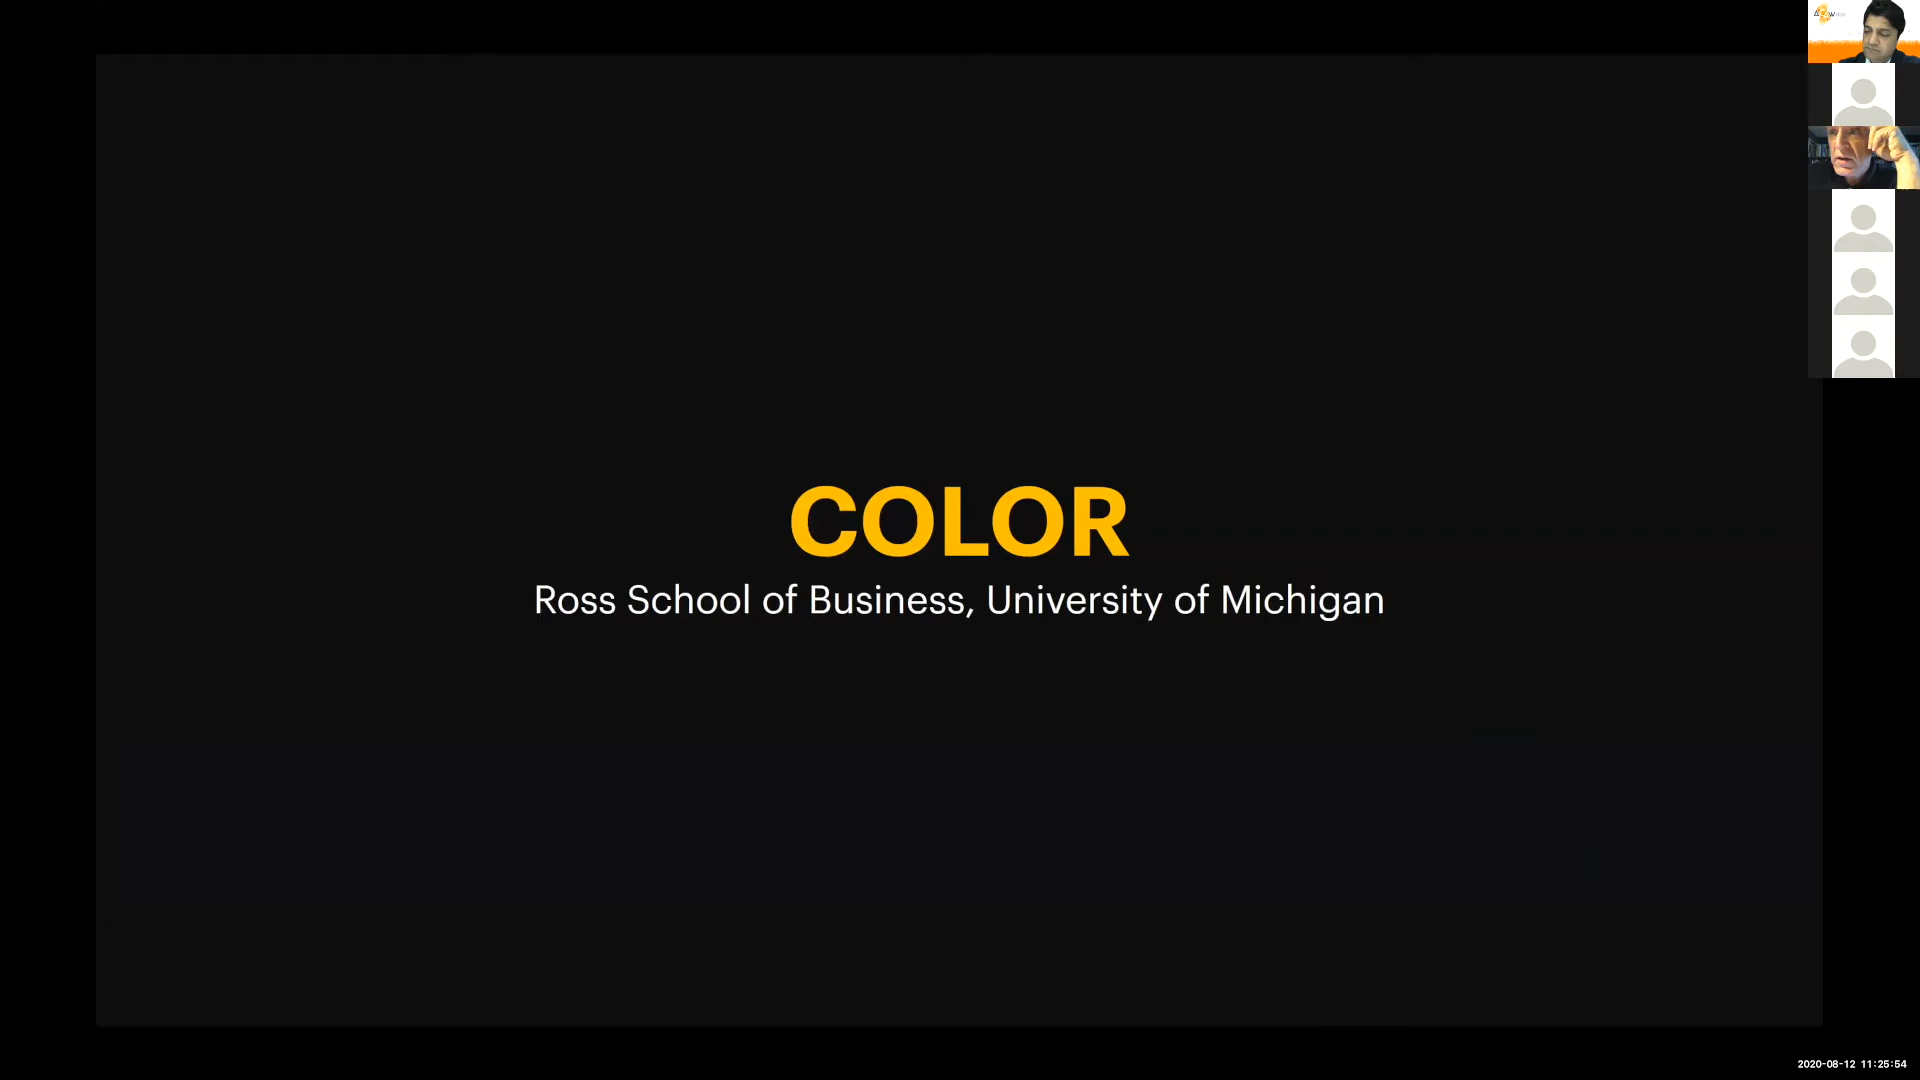 COLOR
Ross School of Business, University of Michigan
2020-08-12 11:25:54